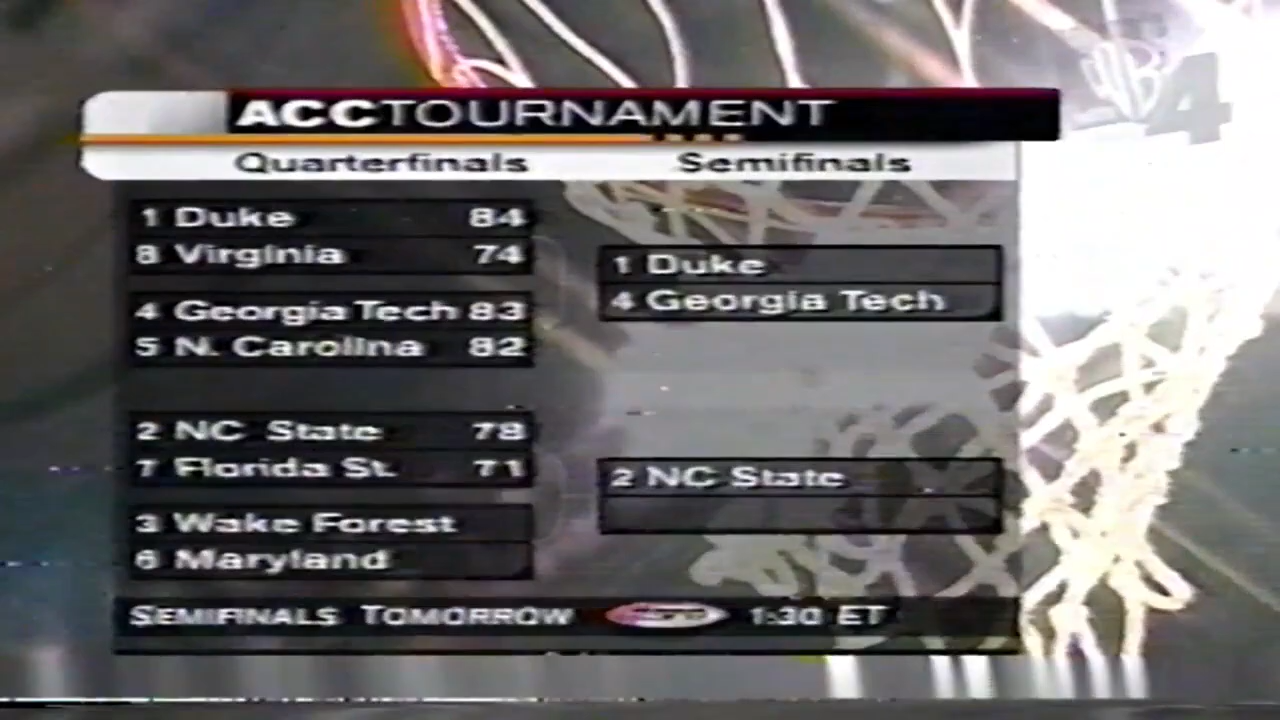 WB 4
ACCTOURNAMENT
Quarterfinals Semifinals
1 Duke 84
8 Virginia 74
4 Georgia Tech 83
5 N. Carolina 82
2 NC State 78
7 Florida St. 71
3 Wake Forest
6 Maryland
1 Duke
4 Georgia Tech
2 NC State
SEMIFINALS TOMORROW 1:30 ET